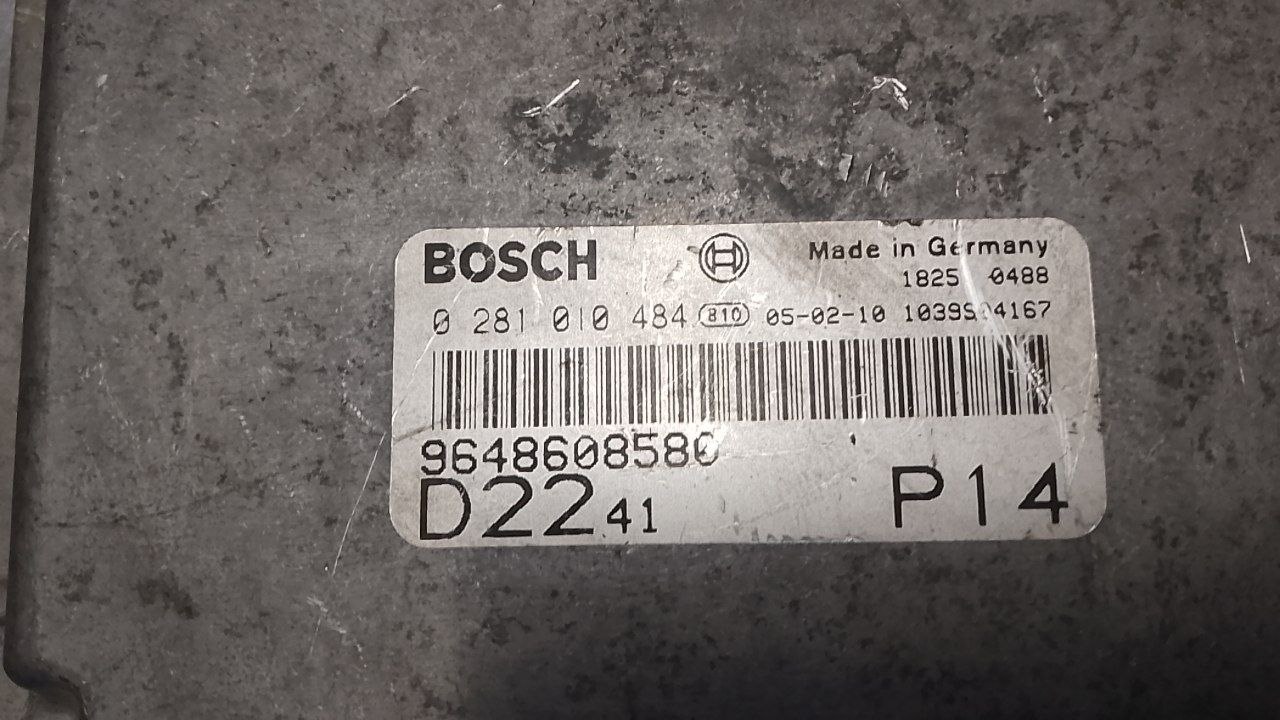 BOSCH Made in Germany
1825 0488
0 281 010 484 810 05-02-10
9648608580
D22 41 P14